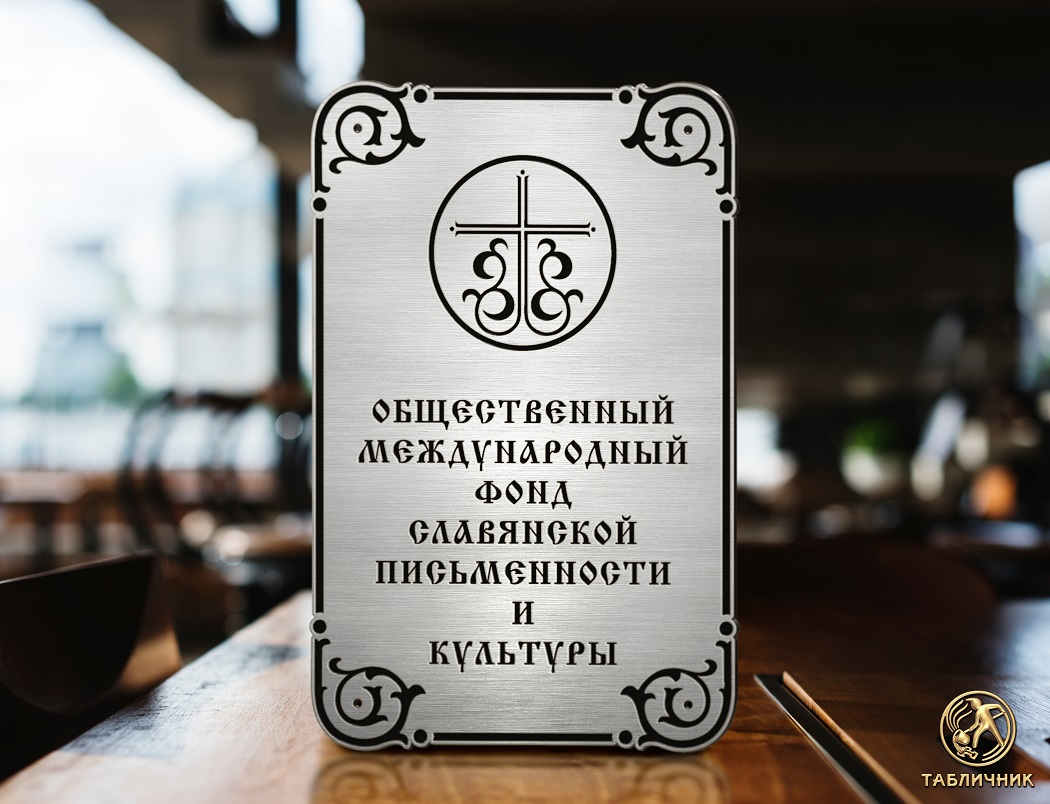 ОБЩЕСТВЕННЫЙ
МЕЖДУНАРОДНЫЙ
ФОНД
СЛАВЯНСКОЙ
ПИСЬМЕННОСТИ
И
КУЛЬТУРЫ
ТАБЛИЧНИК